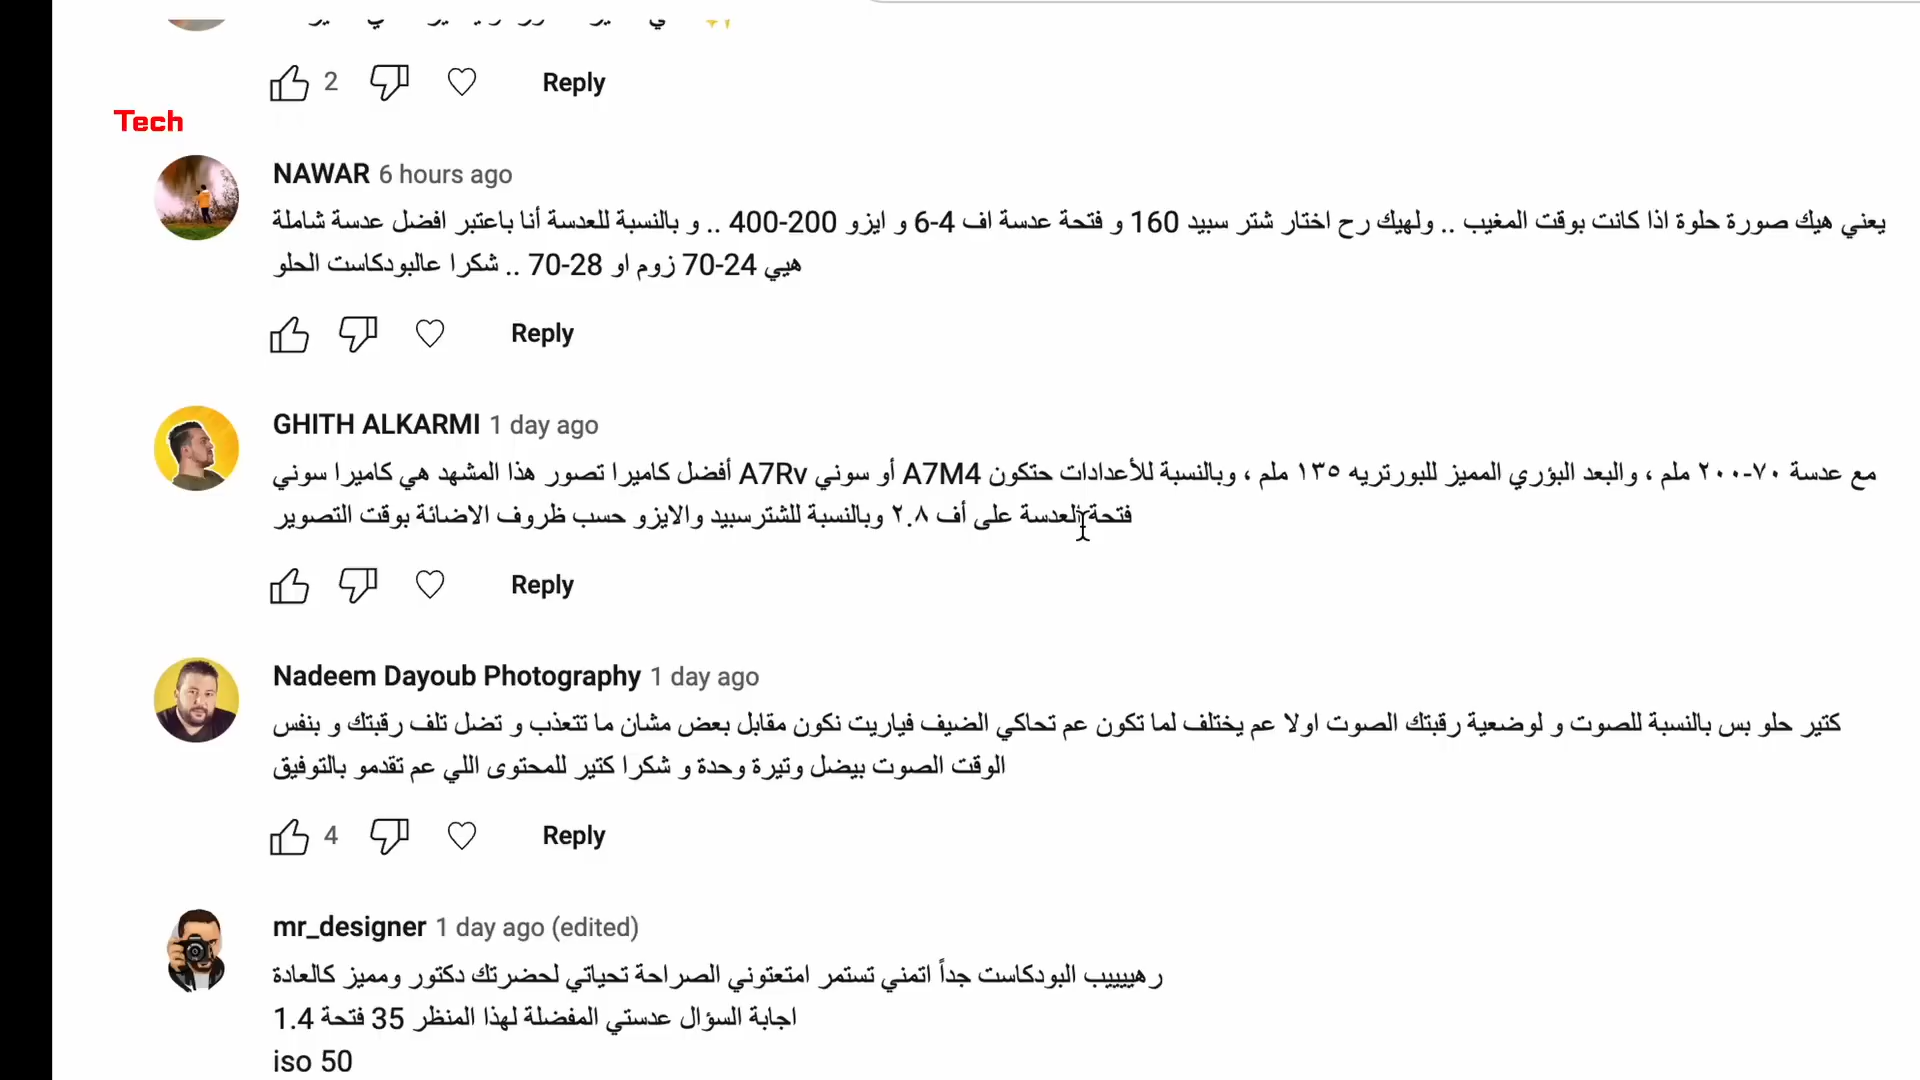 2
Reply
Tech
NAWAR 6 hours ago
يعني هيك صورة حلوة اذا كانت بوقت المغيب .. ولهيك رح اختار شتر سبيد 160 و فتحة عدسة اف 4-6 و ايزو 200-400 .. و بالنسبة للعدسة أنا باعتبر افضل عدسة شاملة
هيي 24-70 زوم او 28-70 .. شكرا عالبودكاست الحلو
Reply
GHITH ALKARMI 1 day ago
مع عدسة ٧٠-٢٠٠ ملم ، والبعد البؤري المميز للبورتريه ١٣٥ ملم ، وبالنسبة للأعدادات حتكون A7M4 أو سوني A7Rv أفضل كاميرا تصور هذا المشهد هي كاميرا سوني
فتحة العدسة على أف ٢.٨ وبالنسبة للشترسبيد والايزو حسب ظروف الاضائة بوقت التصوير
Reply
Nadeem Dayoub Photography 1 day ago
كتير حلو بس بالنسبة للصوت و لوضعية رقبتك الصوت اولا عم يختلف لما تكون عم تحاكي الضيف فياريت نكون مقابل بعض مشان ما تتعذب و تضل تلف رقبتك و بنفس
الوقت الصوت بيضل وتيرة وحدة و شكرا كتير للمحتوى اللي عم تقدمو بالتوفيق
4
Reply
mr_designer 1 day ago (edited)
رهيييييب البودكاست جداً اتمني تستمر امتعتوني الصراحة تحياتي لحضرتك دكتور ومميز كالعادة
اجابة السؤال عدستي المفضلة لهذا المنظر 35 فتحة 1.4
iso 50